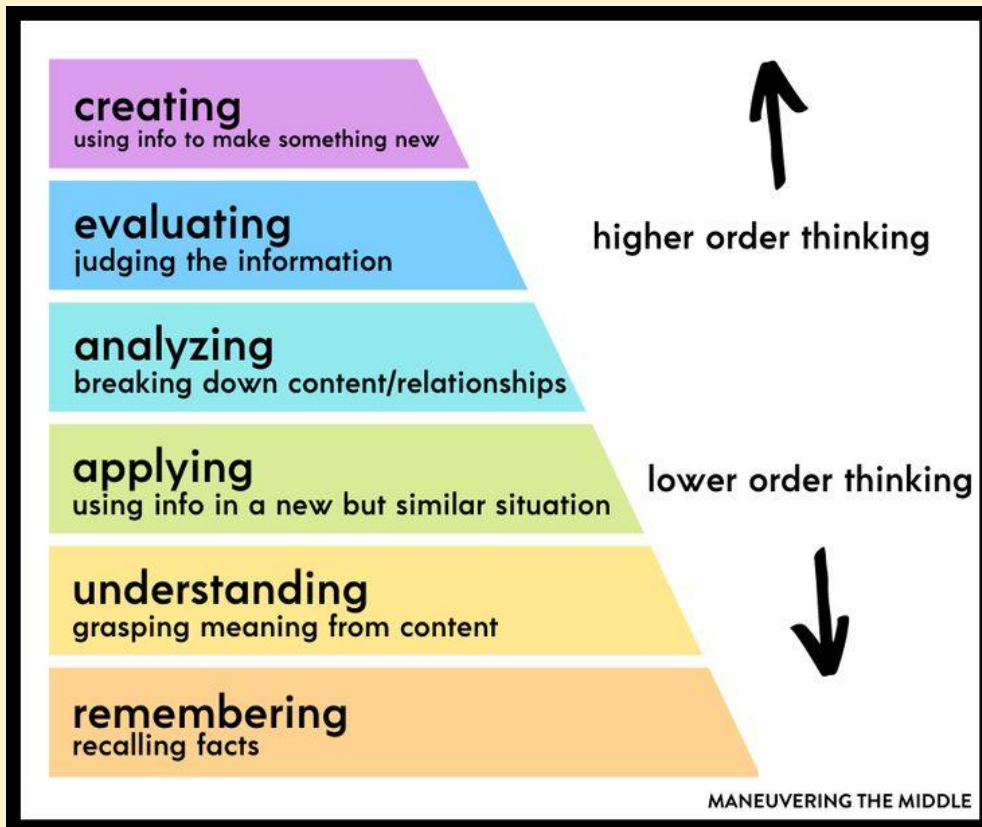 creating
using info to make something new
evaluating
judging the information
higher order thinking
analyzing
breaking down content/relationships
applying
using info in a new but similar situation
lower order thinking
understanding
grasping meaning from content
remembering
recalling facts
MANEUVERING THE MIDDLE